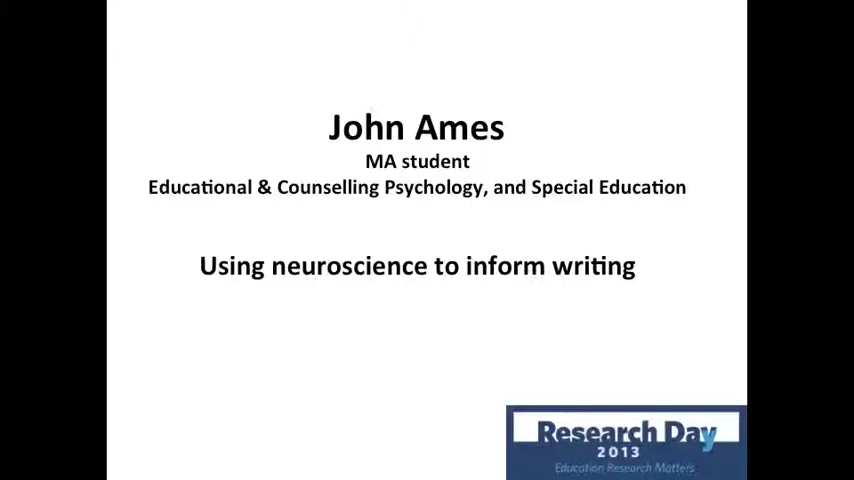 John Ames
MA student
Educational & Counselling Psychology, and Special Education
Using neuroscience to inform writing
Research Day
2013
Education Research Matters